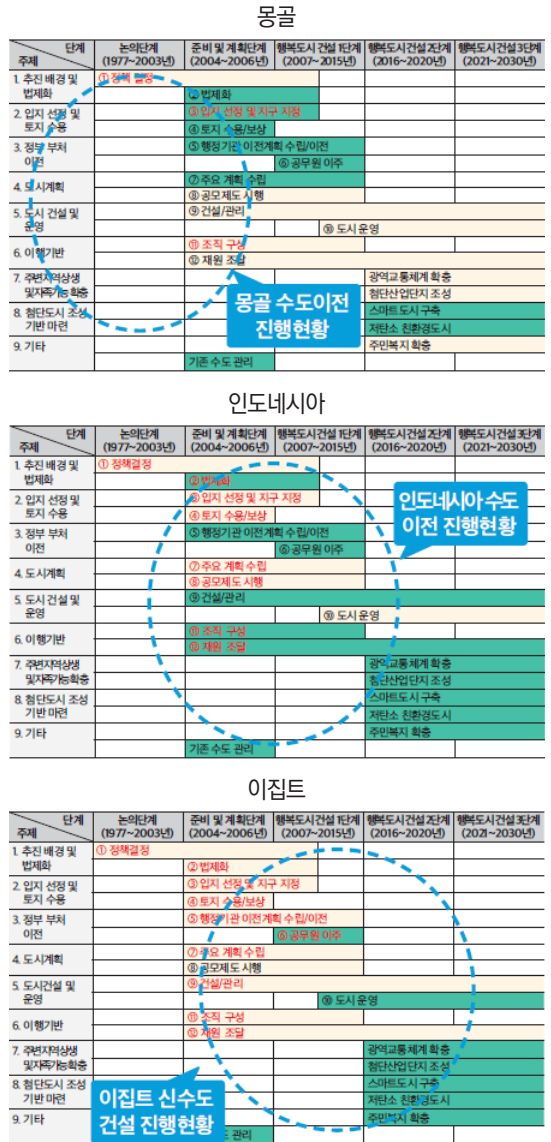 몽골
단계
주제
논의단계
(1977~2003년)
준비 및 계획단계
(2004~2006년)
행복도시건설 1단계
(2007~2015년)
행복도시건설 2단계
(2016~2020년)
행복도시건설 3단계
(2021~2030년)
1. 추진 배경 및
법제화
① 정책 결정
② 법제화
2. 입지 선정 및
토지 수용
③ 입지 선정 및 지구 지정
④ 토지 수용/보상
3. 정부 부처
이전
⑤ 행정기관 이전계획 수립/이전
⑥ 공무원 이주
4. 도시계획
⑦ 주요 계획 수립
⑧ 공모제도 시행
5. 도시 건설 및
운영
⑨ 건설/관리
⑩ 도시 운영
6. 이행기반
⑪ 조직 구성
⑫ 재원 조달
7. 주변지역상생
및자족기능 확충
광역교통체계 확충
첨단산업단지 조성
8. 첨단도시 조성
기반 마련
스마트도시 구축
저탄소 친환경도시
9. 기타
주민복지 확충
기존 수도 관리
몽골 수도이전
진행현황
인도네시아
단계
주제
논의단계
(1977~2003년)
준비 및 계획단계
(2004~2006년)
행복도시건설 1단계
(2007~2015년)
행복도시건설 2단계
(2016~2020년)
행복도시건설 3단계
(2021~2030년)
1. 추진 배경 및
법제화
① 정책결정
② 법제화
2. 입지 선정 및
토지 수용
③ 입지 선정 및 지구 지정
④ 토지 수용/보상
3. 정부 부처
이전
⑤ 행정기관 이전계획 수립/이전
⑥ 공무원 이주
4. 도시계획
⑦ 주요 계획 수립
⑧ 공모제도 시행
5. 도시 건설 및
운영
⑨ 건설/관리
⑩ 도시 운영
6. 이행기반
⑪ 조직 구성
⑫ 재원 조달
7. 주변지역상생
및자족기능확충
광역교통체계 확충
첨단산업단지 조성
8. 첨단도시 조성
기반 마련
스마트도시 구축
저탄소 친환경도시
9. 기타
주민복지 확충
기존 수도 관리
인도네시아 수도
이전 진행현황
이집트
단계
주제
논의단계
(1977~2003년)
준비 및 계획단계
(2004~2006년)
행복도시건설 1단계
(2007~2015년)
행복도시건설 2단계
(2016~2020년)
행복도시건설 3단계
(2021~2030년)
1. 추진 배경 및
법제화
① 정책결정
② 법제화
2. 입지 선정 및
토지 수용
③ 입지 선정 및 지구 지정
④ 토지 수용/보상
3. 정부 부처
이전
⑤ 행정기관 이전계획 수립/이전
⑥ 공무원 이주
4. 도시계획
⑦ 주요 계획 수립
⑧ 공모제도 시행
5. 도시건설 및
운영
⑨ 건설/관리
⑩ 도시 운영
6. 이행기반
⑪ 조직 구성
⑫ 재원 조달
7. 주변지역상생
및자족기능확충
광역교통체계 확충
첨단산업단지 조성
8. 첨단도시 조성
기반 마련
스마트도시 구축
저탄소 친환경도시
9. 기타
주민복지 확충
도 관리
이집트 신수도
건설 진행현황